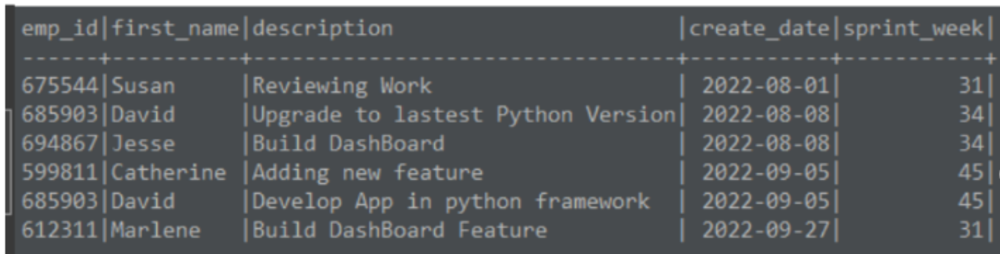 emp_id|first_name|description                      |create_date|sprint_week|
------+----------+---------------------------------+-----------+-----------+
675544|Susan     |Reviewing Work                   | 2022-08-01|         31|
685903|David     |Upgrade to lastest Python Version| 2022-08-08|         34|
694867|Jesse     |Build DashBoard                  | 2022-08-08|         34|
599811|Catherine |Adding new feature               | 2022-09-05|         45|
685903|David     |Develop App in python framework  | 2022-09-05|         45|
612311|Marlene   |Build DashBoard Feature          | 2022-09-27|         31|